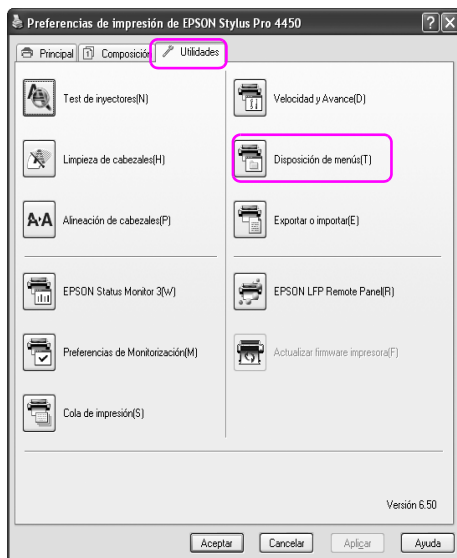 Preferencias de impresión de EPSON Stylus Pro 4450
Principal
Composición
Utilidades
Test de inyectores(N)
Velocidad y Avance(D)
Limpieza de cabezales(H)
Disposición de menús(T)
Alineación de cabezales(P)
Exportar o importar(E)
EPSON Status Monitor 3(W)
EPSON LFP Remote Panel(R)
Preferencias de Monitorización(M)
Actualizar firmware impresora(F)
Cola de impresión(S)
Versión 6.50
Aceptar
Cancelar
Aplicar
Ayuda